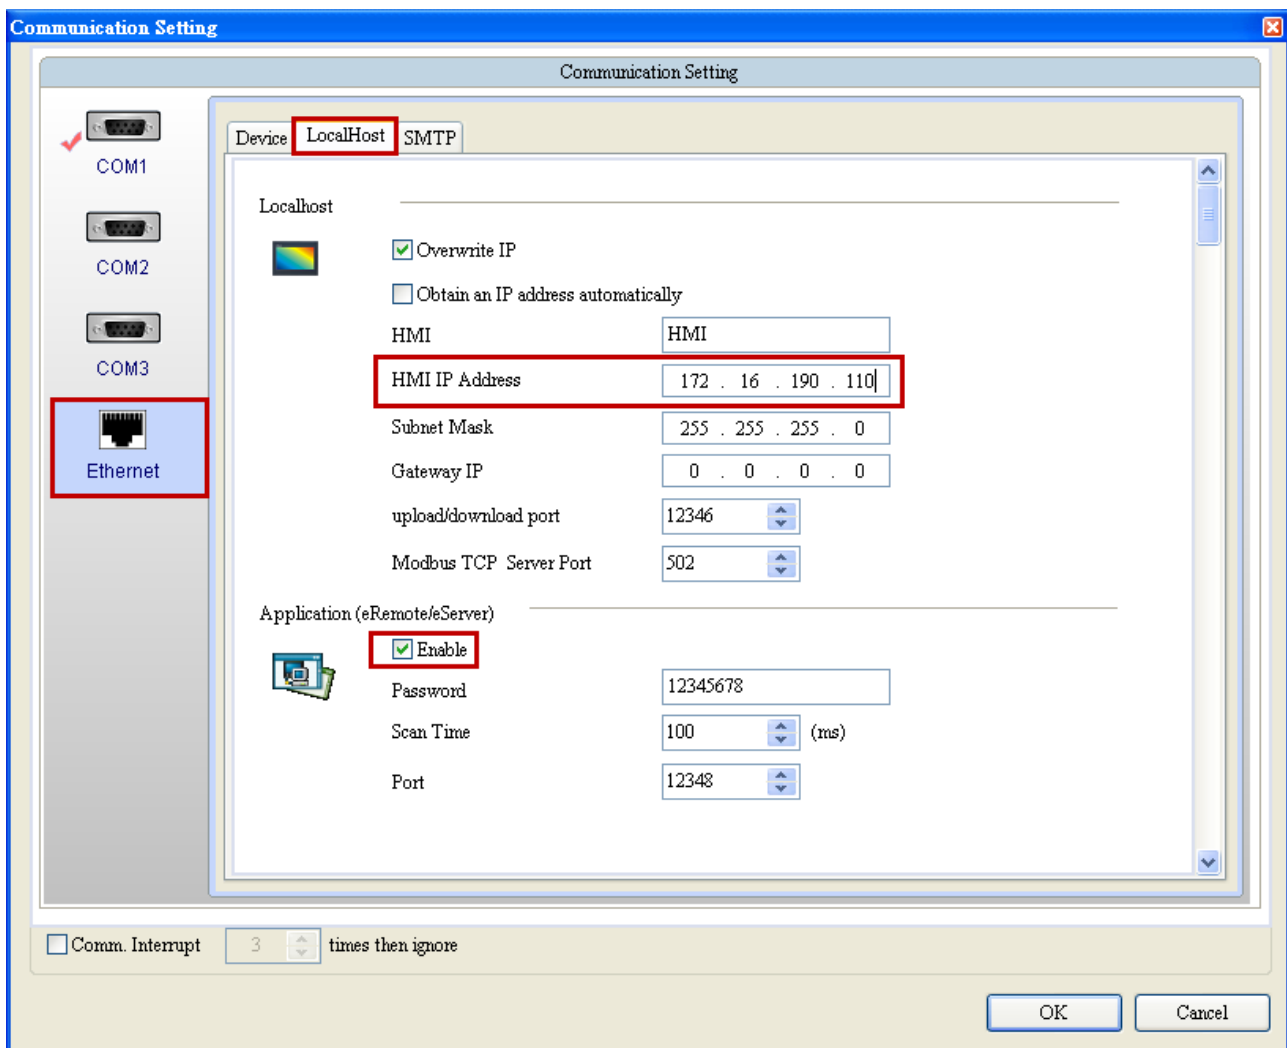 Communication Setting
Communication Setting
COM1
COM2
COM3
Ethernet
Device LocalHost SMTP
Localhost
Overwrite IP
Obtain an IP address automatically
HMI HMI
HMI IP Address 172 . 16 . 190 . 110
Subnet Mask 255 . 255 . 255 . 0
Gateway IP 0 . 0 . 0 . 0
upload/download port 12346
Modbus TCP Server Port 502
Application (eRemote/eServer)
Enable
Password 12345678
Scan Time 100 (ms)
Port 12348
Comm. Interrupt 3 times then ignore
OK Cancel